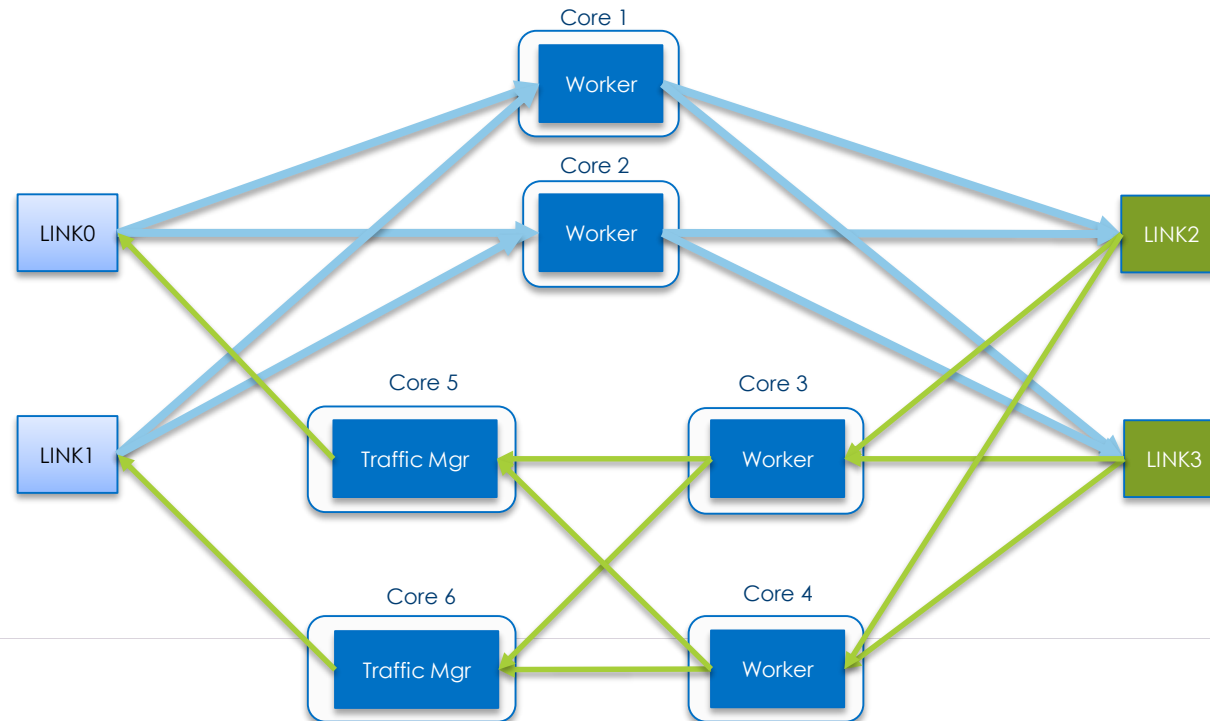 Core 1
Worker
Core 2
Worker
LINK0
LINK2
Core 5
Core 3
LINK1
Traffic Mgr
Worker
LINK3
Core 6
Core 4
Traffic Mgr
Worker